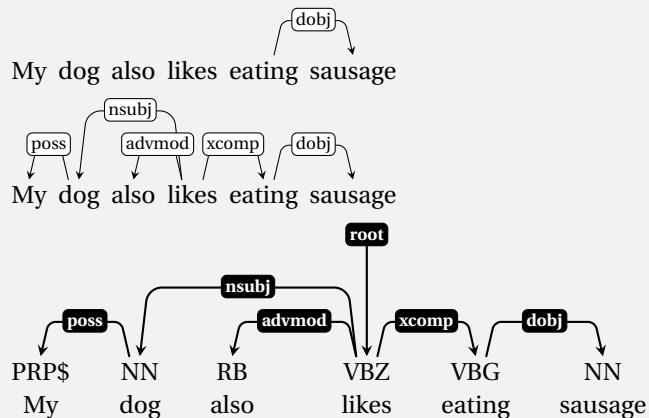 dobj
My dog also likes eating sausage
nsubj
poss advmod xcomp dobj
My dog also likes eating sausage
root
nsubj
poss advmod xcomp dobj
PRP$ NN RB VBZ VBG NN
My dog also likes eating sausage